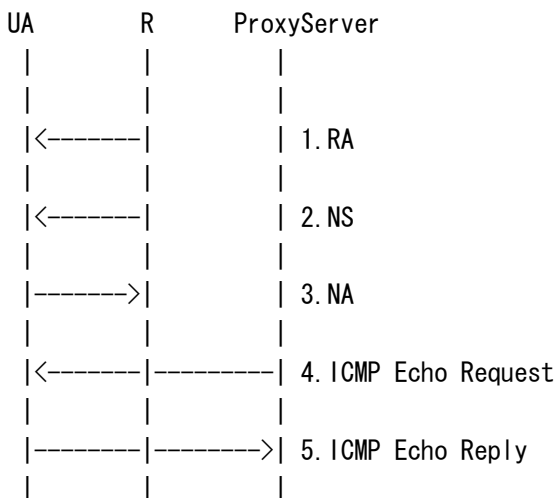 UA R ProxyServer
| | |
| | |
|<-------| | 1.RA
| | |
|<-------| | 2.NS
| | |
|------->| | 3.NA
| | |
|<-------|--------| 4.ICMP Echo Request
| | |
|--------|------->| 5.ICMP Echo Reply
| | |